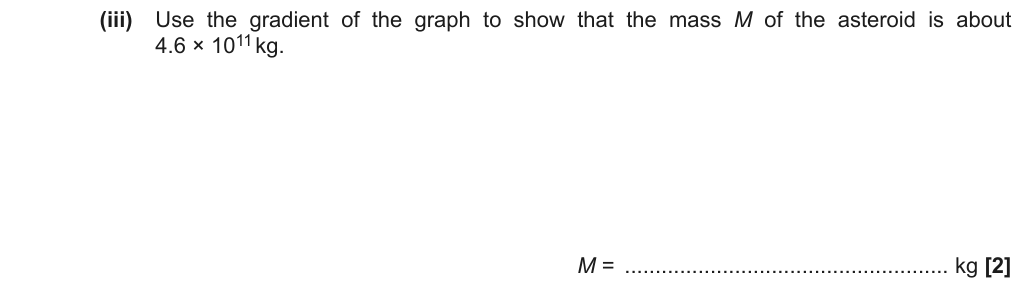 (iii) Use the gradient of the graph to show that the mass M of the asteroid is about
4.6 × 10¹¹ kg.
M = ..................................................... kg [2]